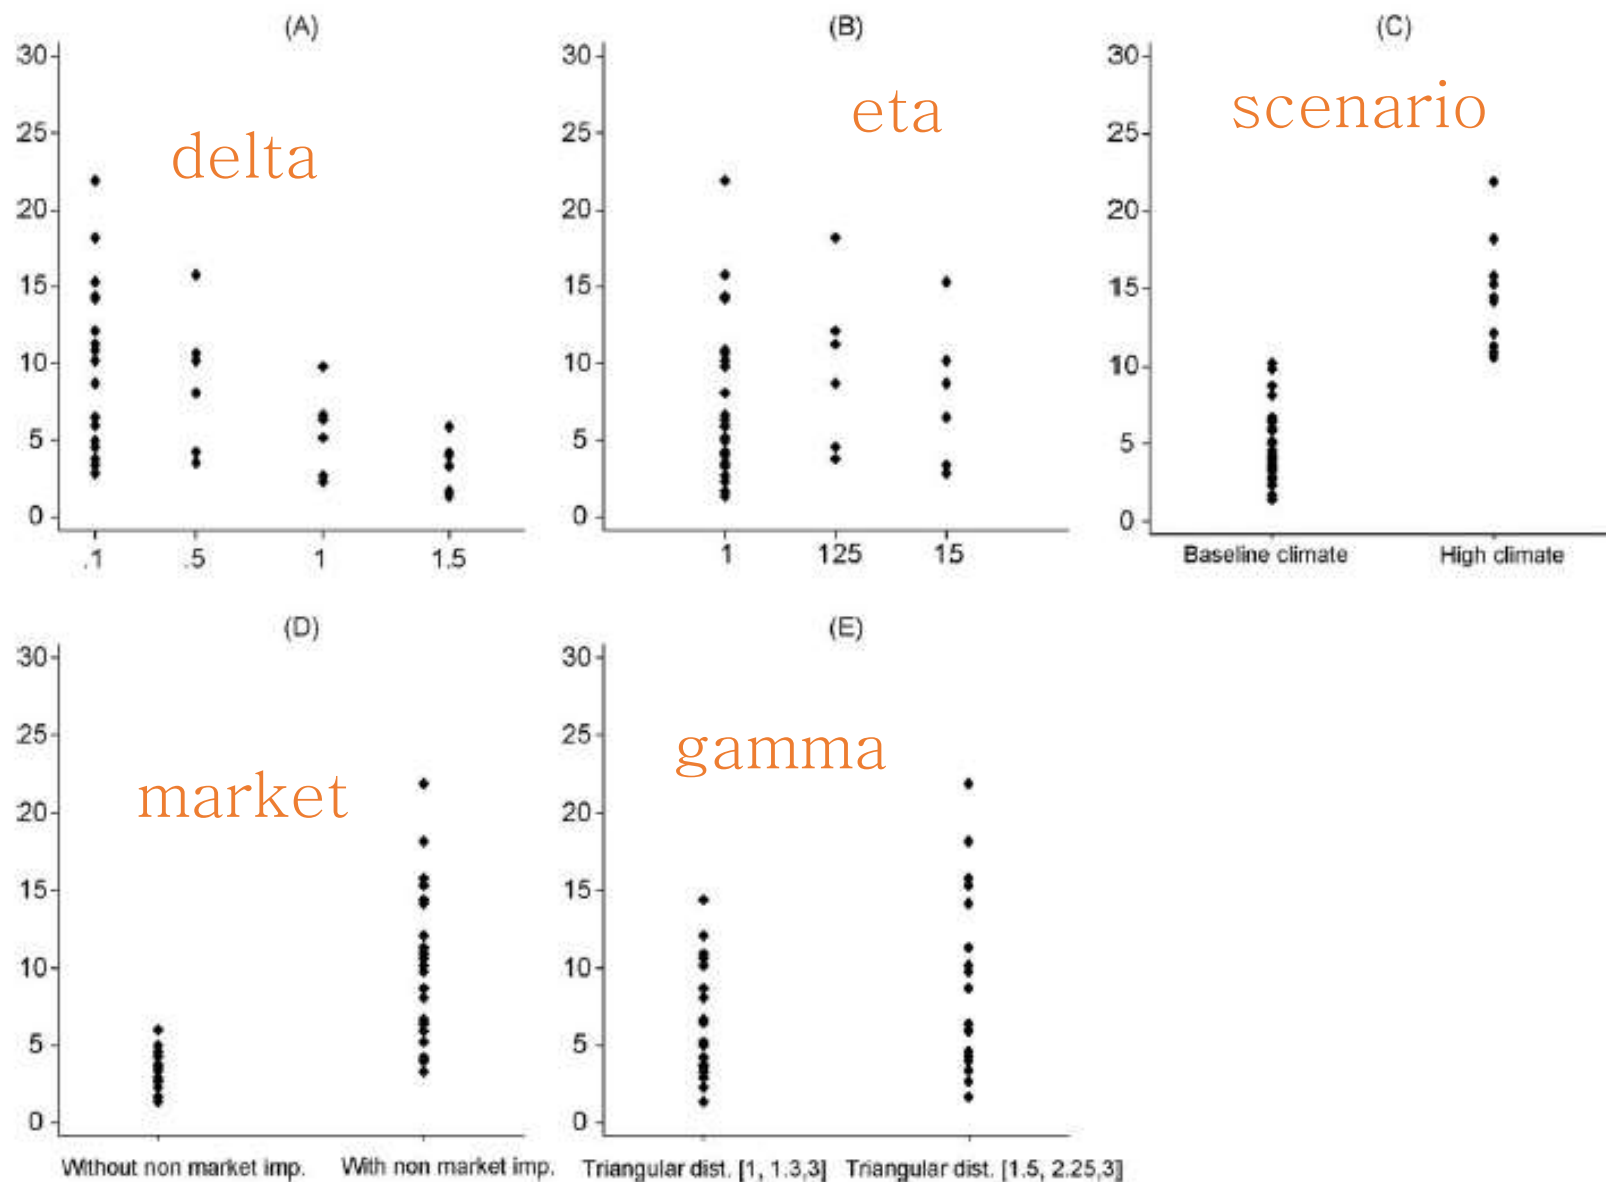 (A)
30
25
20
15
10
5
0
delta
.1 .5 1 1.5
(B)
30
25
20
15
10
5
0
eta
1 125 15
(C)
30
25
20
15
10
5
0
scenario
Baseline climate High climate
(D)
30
25
20
15
10
5
0
market
Without non market imp. With non market imp.
(E)
30
25
20
15
10
5
0
gamma
Triangular dist. [1, 1.3,3] Triangular dist. [1.5, 2.25,3]